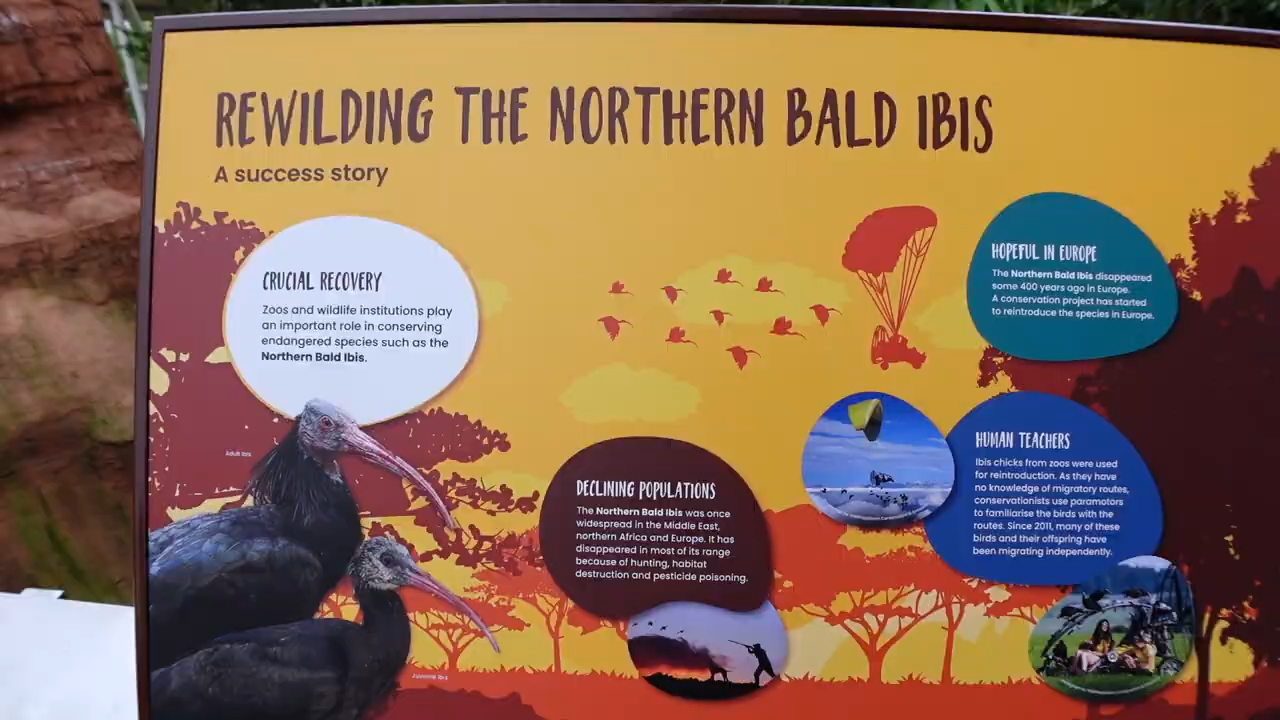 REWILDING THE NORTHERN BALD IBIS
A success story
CRUCIAL RECOVERY
Zoos and wildlife institutions play
an important role in conserving
endangered species such as the
Northern Bald Ibis.
Adult Ibis
Juvenile Ibis
DECLINING POPULATIONS
The Northern Bald Ibis was once
widespread in the Middle East,
northern Africa and Europe. It has
disappeared in most of its range
because of hunting, habitat
destruction and pesticide poisoning.
HOPEFUL IN EUROPE
The Northern Bald Ibis disappeared
some 400 years ago in Europe.
A conservation project has started
to reintroduce the species in Europe.
HUMAN TEACHERS
Ibis chicks from zoos were used
for reintroduction. As they have
no knowledge of migratory routes,
conservationists use paramotors
to familiarise the birds with the
routes. Since 2011, many of these
birds and their offspring have
been migrating independently.